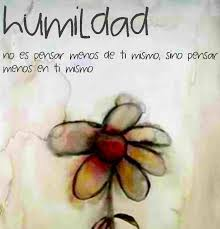 humildad
no es pensar menos de ti mismo, sino pensar
menos en ti mismo